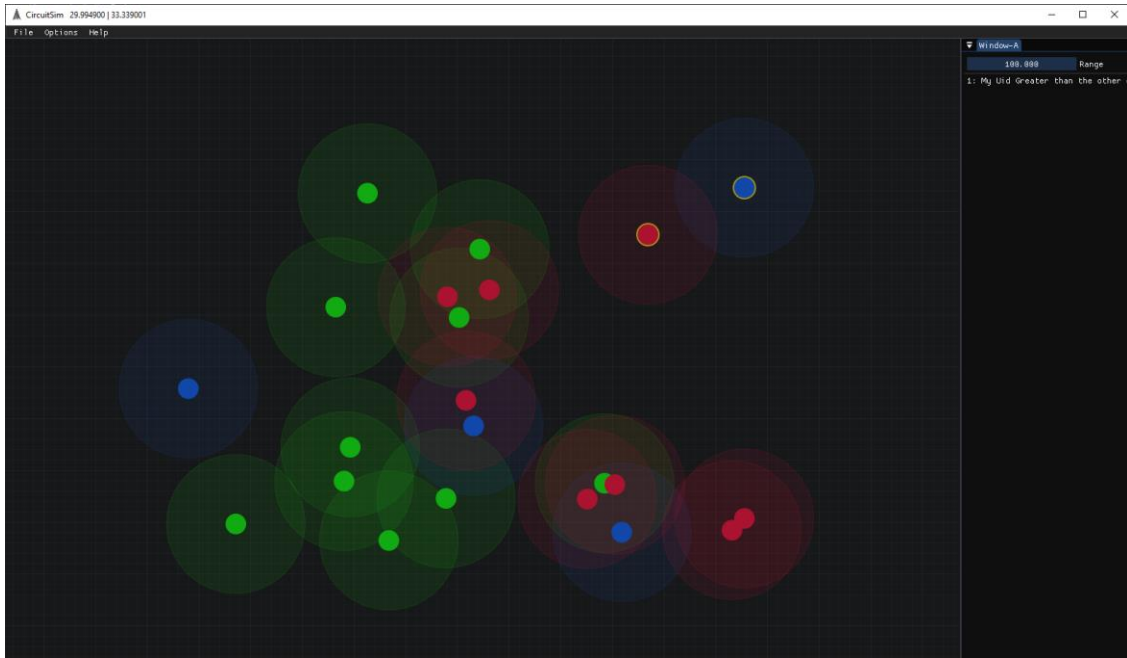 CircuitSim 29.994900 | 33.339001
File Options Help
Window-A
100.000 Range
1: My Uid Greater than the other